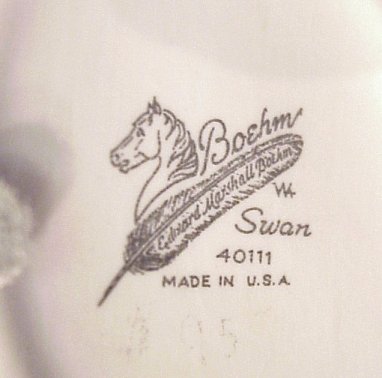 Boehm
Edward Marshall Boehm
Swan
40111
MADE IN U.S.A